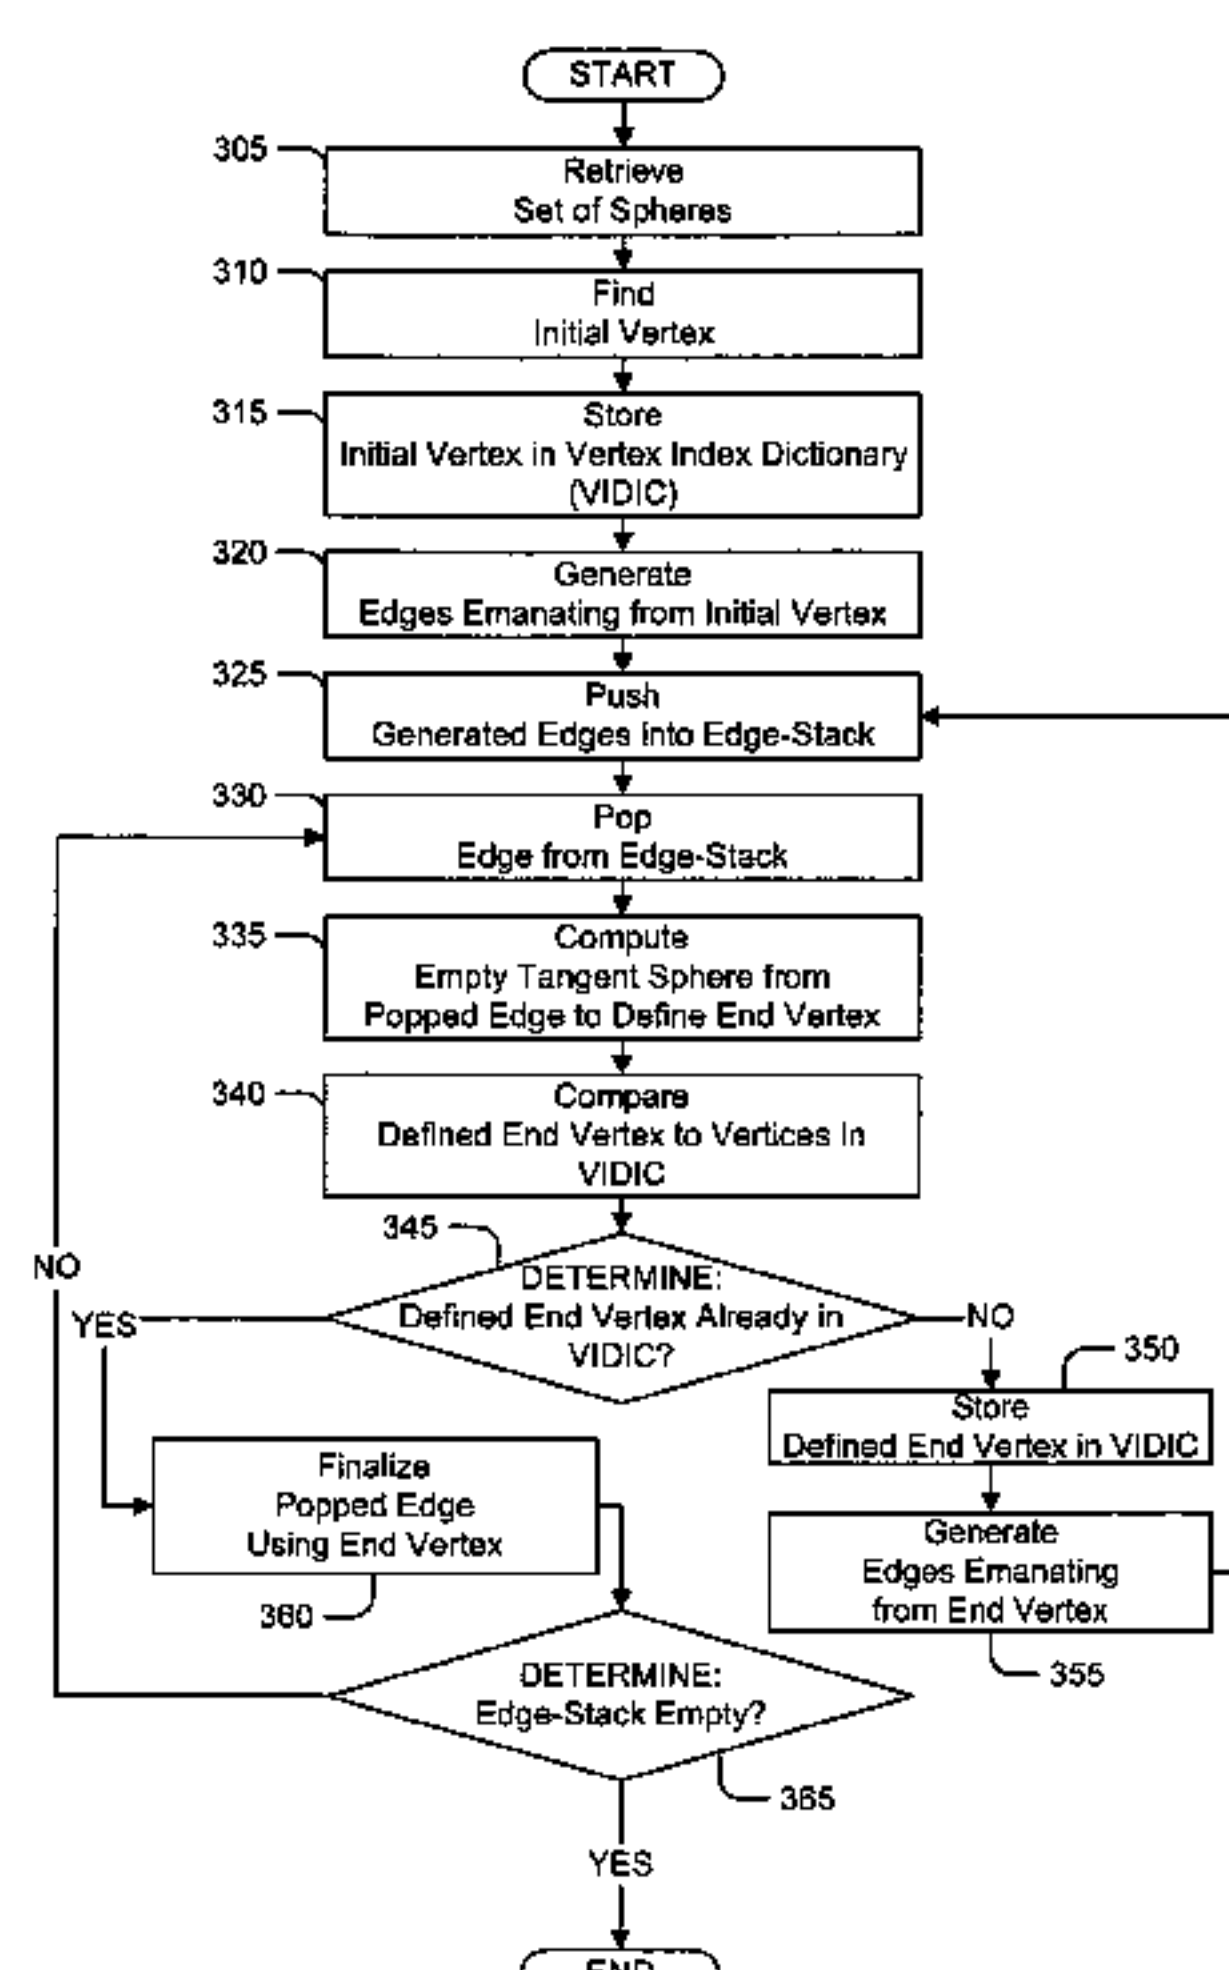 START
305
Retrieve
Set of Spheres
310
Find
Initial Vertex
315
Store
Initial Vertex in Vertex Index Dictionary
(VIDIC)
320
Generate
Edges Emanating from Initial Vertex
325
Push
Generated Edges into Edge-Stack
330
Pop
Edge from Edge-Stack
335
Compute
Empty Tangent Sphere from
Popped Edge to Define End Vertex
340
Compare
Defined End Vertex to Vertices in
VIDIC
345
DETERMINE:
Defined End Vertex Already in
VIDIC?
NO
YES
NO
350
Store
Defined End Vertex in VIDIC
Finalize
Popped Edge
Using End Vertex
360
Generate
Edges Emanating
from End Vertex
355
DETERMINE:
Edge-Stack Empty?
365
YES
END